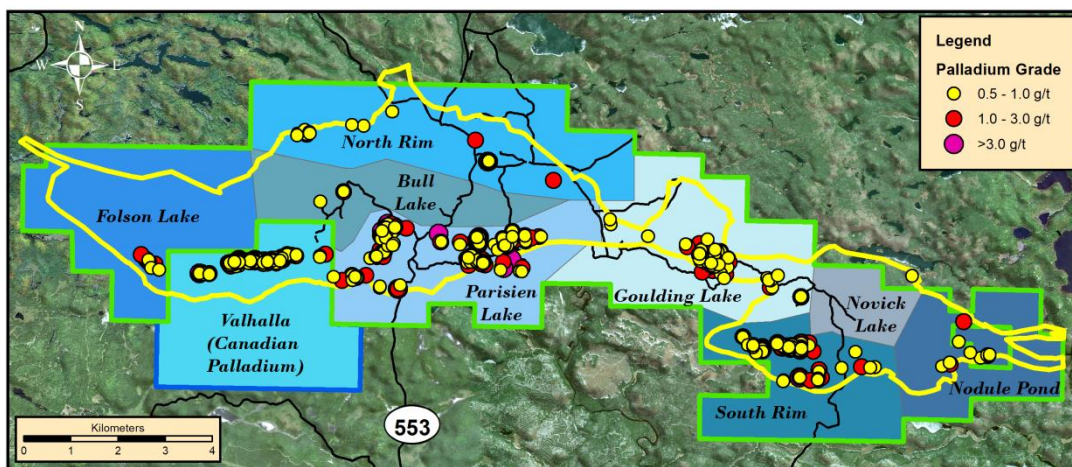 N
W
E
S
Legend
Palladium Grade
0.5 - 1.0 g/t
1.0 - 3.0 g/t
>3.0 g/t
North Rim
Bull
Lake
Folson Lake
Parisien
Lake
Goulding Lake
Novick
Lake
Valhalla
(Canadian
Palladium)
Nodule Pond
South Rim
553
Kilometers
0 1 2 3 4